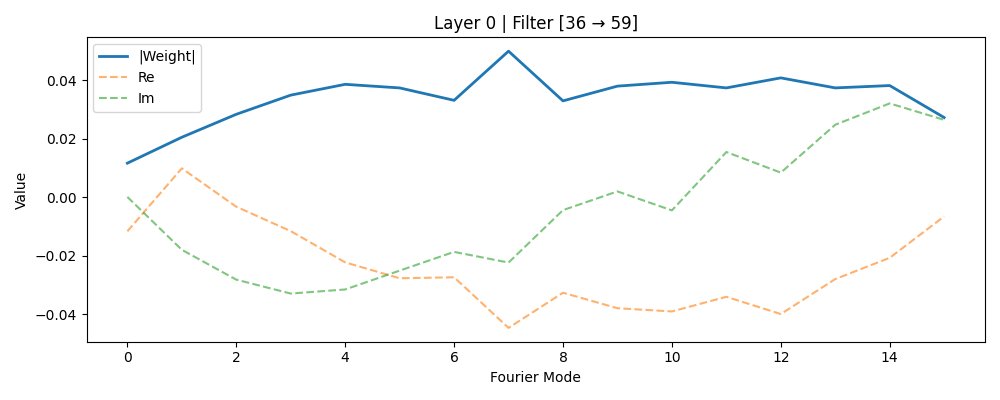 Layer 0 | Filter [36 → 59]
|Weight|
Re
Im
Value
0.04
0.02
0.00
−0.02
−0.04
0 2 4 6 8 10 12 14
Fourier Mode